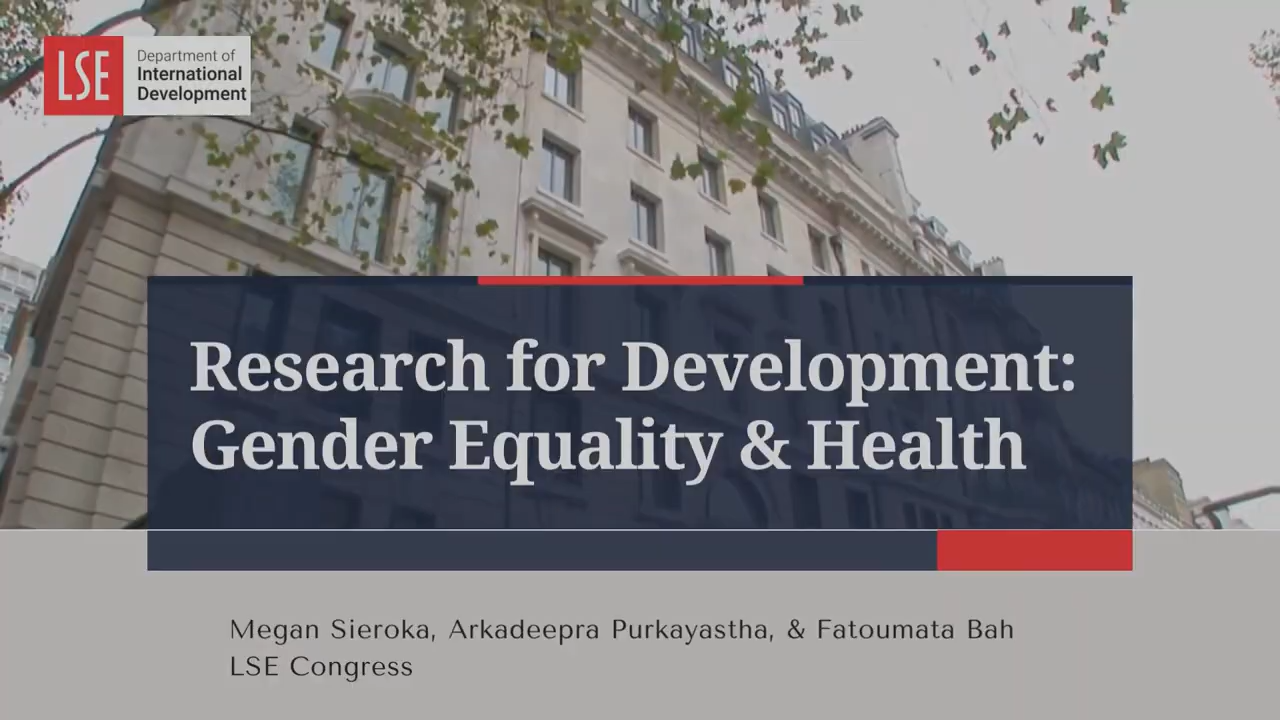 LSE
Department of
International
Development
Research for Development:
Gender Equality & Health
Megan Sieroka, Arkadeepra Purkayastha, & Fatoumata Bah
LSE Congress